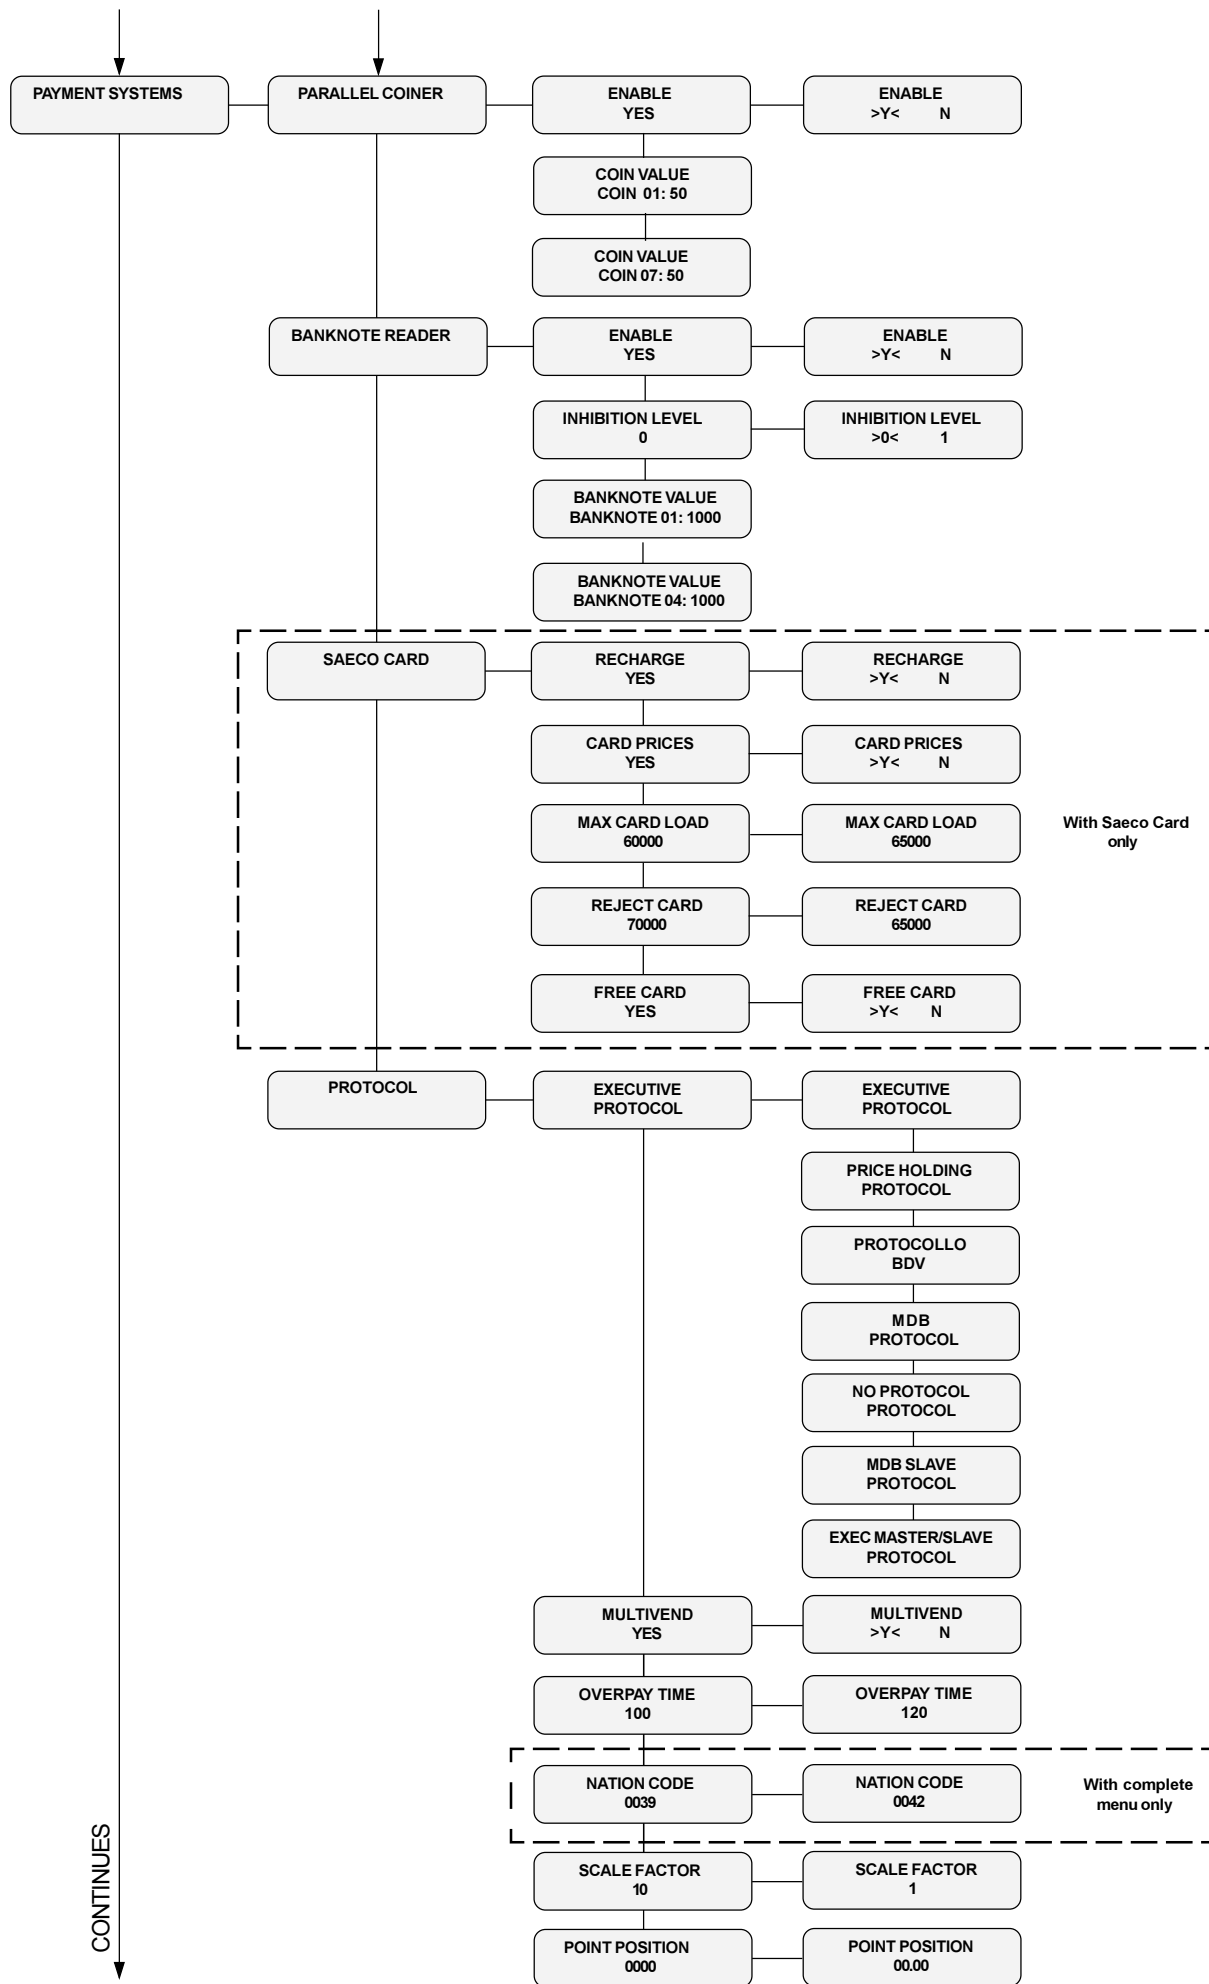 PAYMENT SYSTEMS
PARALLEL COINER
ENABLE
YES
ENABLE
>Y< N
COIN VALUE
COIN 01: 50
COIN VALUE
COIN 07: 50
BANKNOTE READER
ENABLE
YES
ENABLE
>Y< N
INHIBITION LEVEL
0
INHIBITION LEVEL
>0< 1
BANKNOTE VALUE
BANKNOTE 01: 1000
BANKNOTE VALUE
BANKNOTE 04: 1000
SAECO CARD
RECHARGE
YES
RECHARGE
>Y< N
CARD PRICES
YES
CARD PRICES
>Y< N
MAX CARD LOAD
60000
MAX CARD LOAD
65000
With Saeco Card
only
REJECT CARD
70000
REJECT CARD
65000
FREE CARD
YES
FREE CARD
>Y< N
PROTOCOL
EXECUTIVE
PROTOCOL
EXECUTIVE
PROTOCOL
PRICE HOLDING
PROTOCOL
PROTOCOLLO
BDV
MDB
PROTOCOL
NO PROTOCOL
PROTOCOL
MDB SLAVE
PROTOCOL
EXEC MASTER/SLAVE
PROTOCOL
MULTIVEND
YES
MULTIVEND
>Y< N
OVERPAY TIME
100
OVERPAY TIME
120
NATION CODE
0039
NATION CODE
0042
With complete
menu only
SCALE FACTOR
10
SCALE FACTOR
1
POINT POSITION
0000
POINT POSITION
00.00
CONTINUES